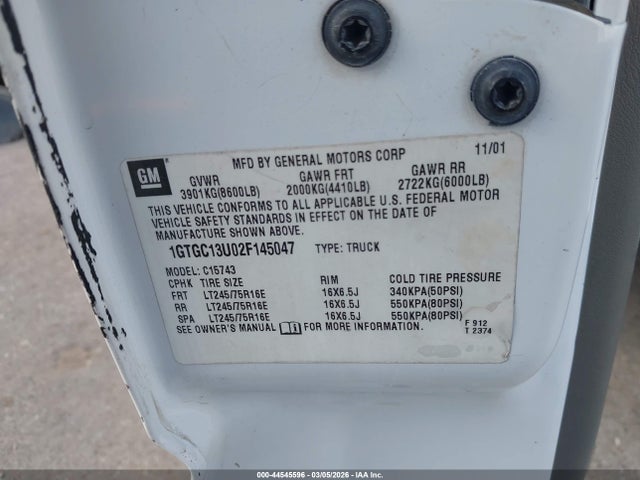 GM
MFD BY GENERAL MOTORS CORP 11/01
GVWR GAWR FRT GAWR RR
3901KG(8600LB) 2000KG(4410LB) 2722KG(6000LB)
THIS VEHICLE CONFORMS TO ALL APPLICABLE U.S. FEDERAL MOTOR
VEHICLE SAFETY STANDARDS IN EFFECT ON THE DATE OF
MANUFACTURE SHOWN ABOVE.
1GTGC13U02F145047 TYPE: TRUCK
MODEL: C15743
CPHK TIRE SIZE RIM COLD TIRE PRESSURE
FRT LT245/75R16E 16X6.5J 340KPA(50PSI)
RR LT245/75R16E 16X6.5J 550KPA(80PSI)
SPA LT245/75R16E 16X6.5J 550KPA(80PSI)
SEE OWNER'S MANUAL FOR MORE INFORMATION.
F 912
T 2374
000-44545596 - 03/05/2026 - IAA Inc.